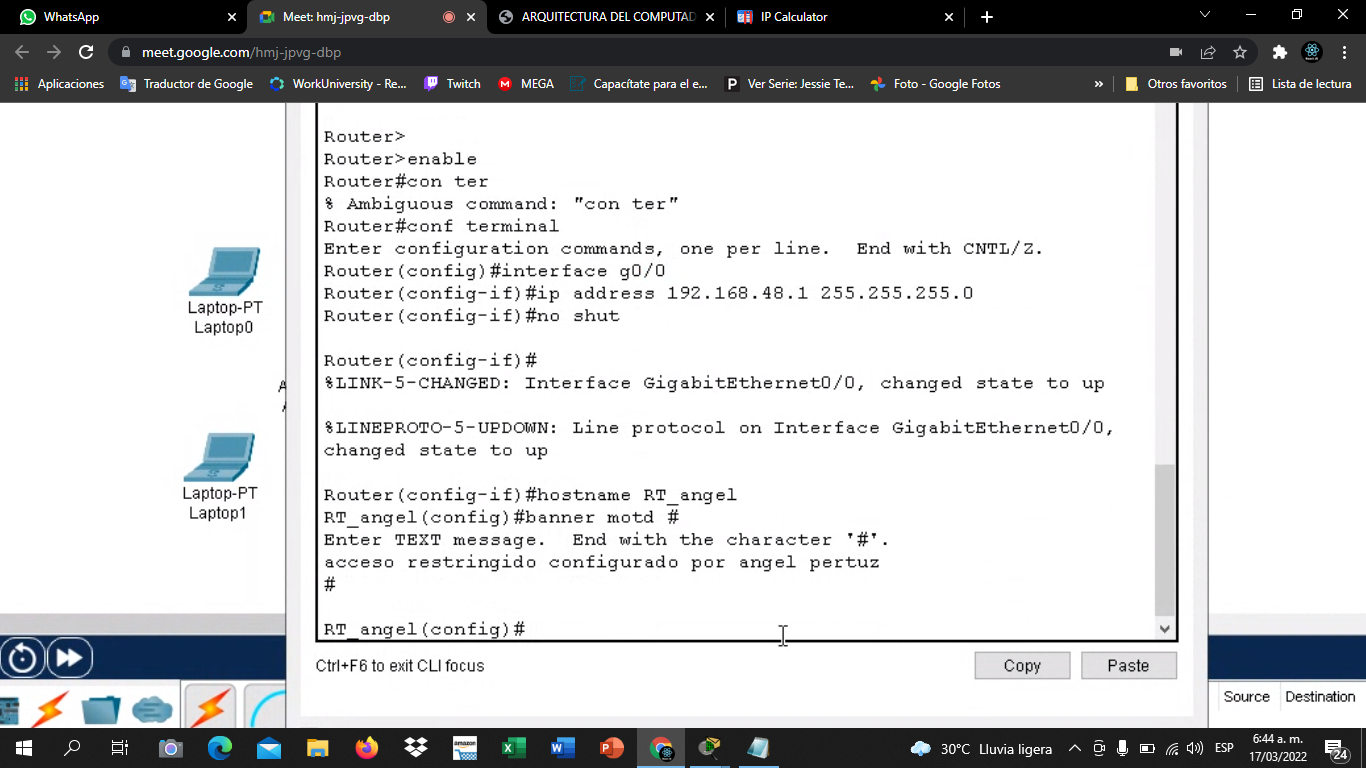 WhatsApp
Meet: hmj-jpvg-dbp
ARQUITECTURA DEL COMPUTAD
IP Calculator
meet.google.com/hmj-jpvg-dbp
Aplicaciones
Traductor de Google
WorkUniversity - Re...
Twitch
MEGA
Capacítate para el e...
Ver Serie: Jessie Te...
Foto - Google Fotos
»
Otros favoritos
Lista de lectura
Router>
Router>enable
Router#con ter
% Ambiguous command: "con ter"
Router#conf terminal
Enter configuration commands, one per line.  End with CNTL/Z.
Router(config)#interface g0/0
Router(config-if)#ip address 192.168.48.1 255.255.255.0
Router(config-if)#no shut
Router(config-if)#
%LINK-5-CHANGED: Interface GigabitEthernet0/0, changed state to up
%LINEPROTO-5-UPDOWN: Line protocol on Interface GigabitEthernet0/0,
changed state to up
Router(config-if)#hostname RT_angel
RT_angel(config)#banner motd #
Enter TEXT message.  End with the character '#'.
acceso restringido configurado por angel pertuz
#
RT_angel(config)#
Laptop-PT
Laptop0
Laptop-PT
Laptop1
Ctrl+F6 to exit CLI focus
Copy
Paste
Source
Destination
30°C Lluvia ligera
ESP
6:44 a. m.
17/03/2022
24